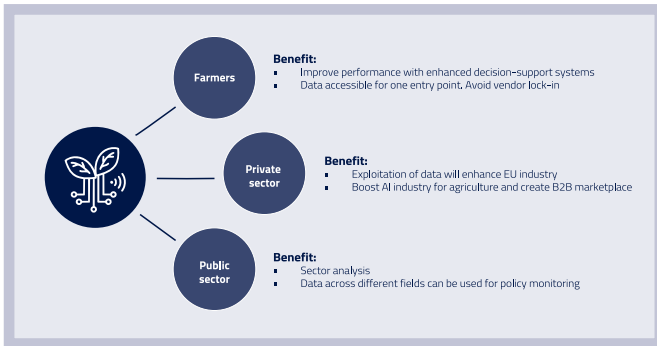 Farmers
Benefit:
▪ Improve performance with enhanced decision-support systems
▪ Data accessible for one entry point. Avoid vendor lock-in
Private
sector
Benefit:
▪ Exploitation of data will enhance EU industry
▪ Boost AI industry for agriculture and create B2B marketplace
Public
sector
Benefit:
▪ Sector analysis
▪ Data across different fields can be used for policy monitoring